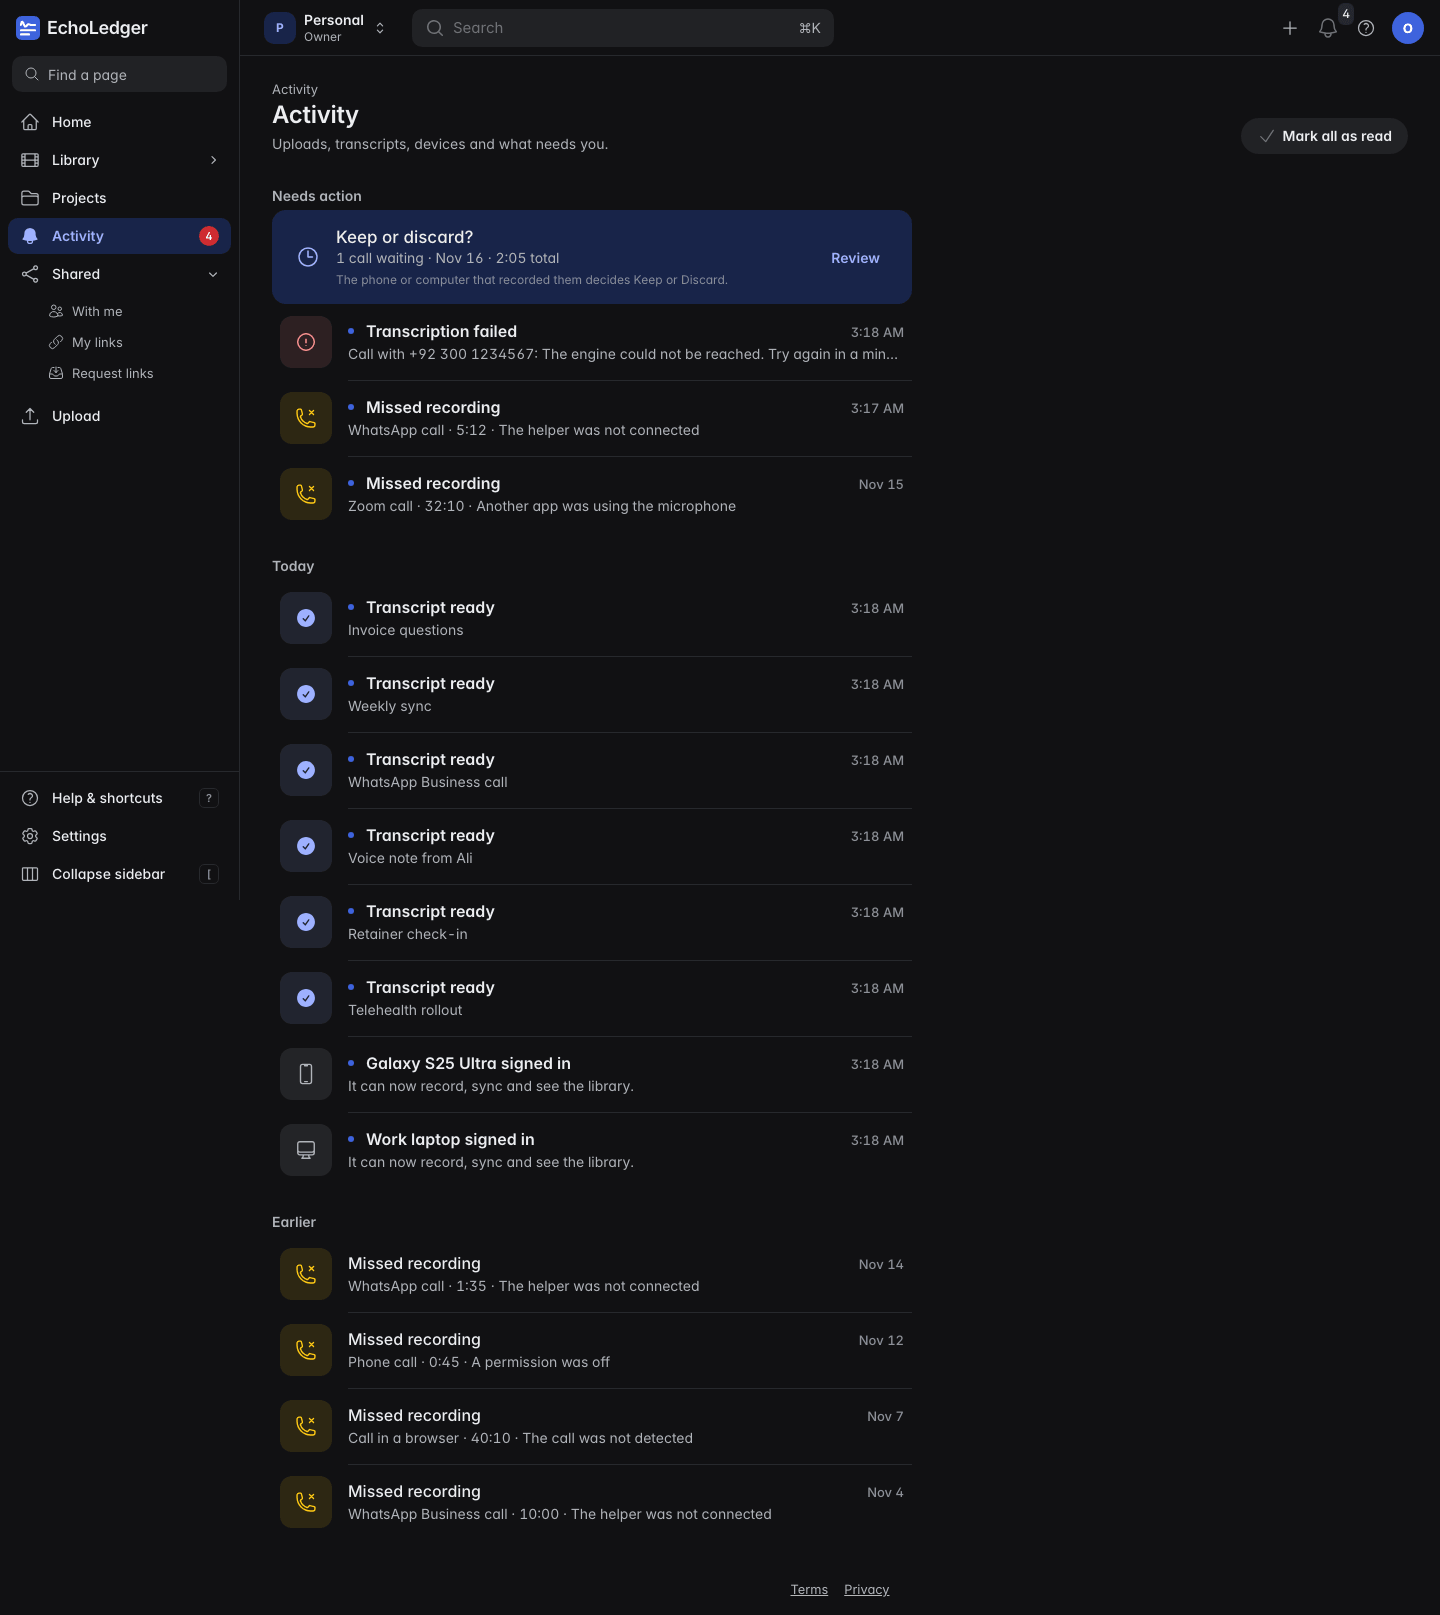 EchoLedger
Find a page
Home
Library
Projects
Activity 4
Shared
With me
My links
Request links
Upload
Help & shortcuts ?
Settings
Collapse sidebar [
P Personal
Owner
Search ⌘K
4
O
Activity
Activity
Uploads, transcripts, devices and what needs you.
Mark all as read
Needs action
Keep or discard?
1 call waiting · Nov 16 · 2:05 total
The phone or computer that recorded them decides Keep or Discard.
Review
Transcription failed 3:18 AM
Call with +92 300 1234567: The engine could not be reached. Try again in a min...
Missed recording 3:17 AM
WhatsApp call · 5:12 · The helper was not connected
Missed recording Nov 15
Zoom call · 32:10 · Another app was using the microphone
Today
Transcript ready 3:18 AM
Invoice questions
Transcript ready 3:18 AM
Weekly sync
Transcript ready 3:18 AM
WhatsApp Business call
Transcript ready 3:18 AM
Voice note from Ali
Transcript ready 3:18 AM
Retainer check-in
Transcript ready 3:18 AM
Telehealth rollout
Galaxy S25 Ultra signed in 3:18 AM
It can now record, sync and see the library.
Work laptop signed in 3:18 AM
It can now record, sync and see the library.
Earlier
Missed recording Nov 14
WhatsApp call · 1:35 · The helper was not connected
Missed recording Nov 12
Phone call · 0:45 · A permission was off
Missed recording Nov 7
Call in a browser · 40:10 · The call was not detected
Missed recording Nov 4
WhatsApp Business call · 10:00 · The helper was not connected
Terms Privacy